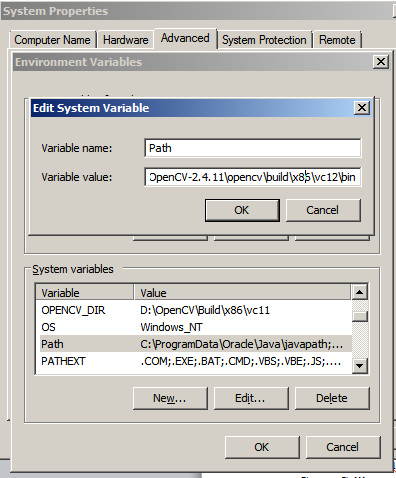 System Properties
Computer Name Hardware Advanced System Protection Remote
Environment Variables
Edit System Variable
Variable name: Path
Variable value: OpenCV-2.4.11\opencv\build\x86\vc12\bin
OK Cancel
System variables
Variable Value
OPENCV_DIR D:\OpenCV\Build\x86\vc11
OS Windows_NT
Path C:\ProgramData\Oracle\Java\javapath;...
PATHEXT .COM;.EXE;.BAT;.CMD;.VBS;.VBE;.JS;....
New... Edit... Delete
OK Cancel